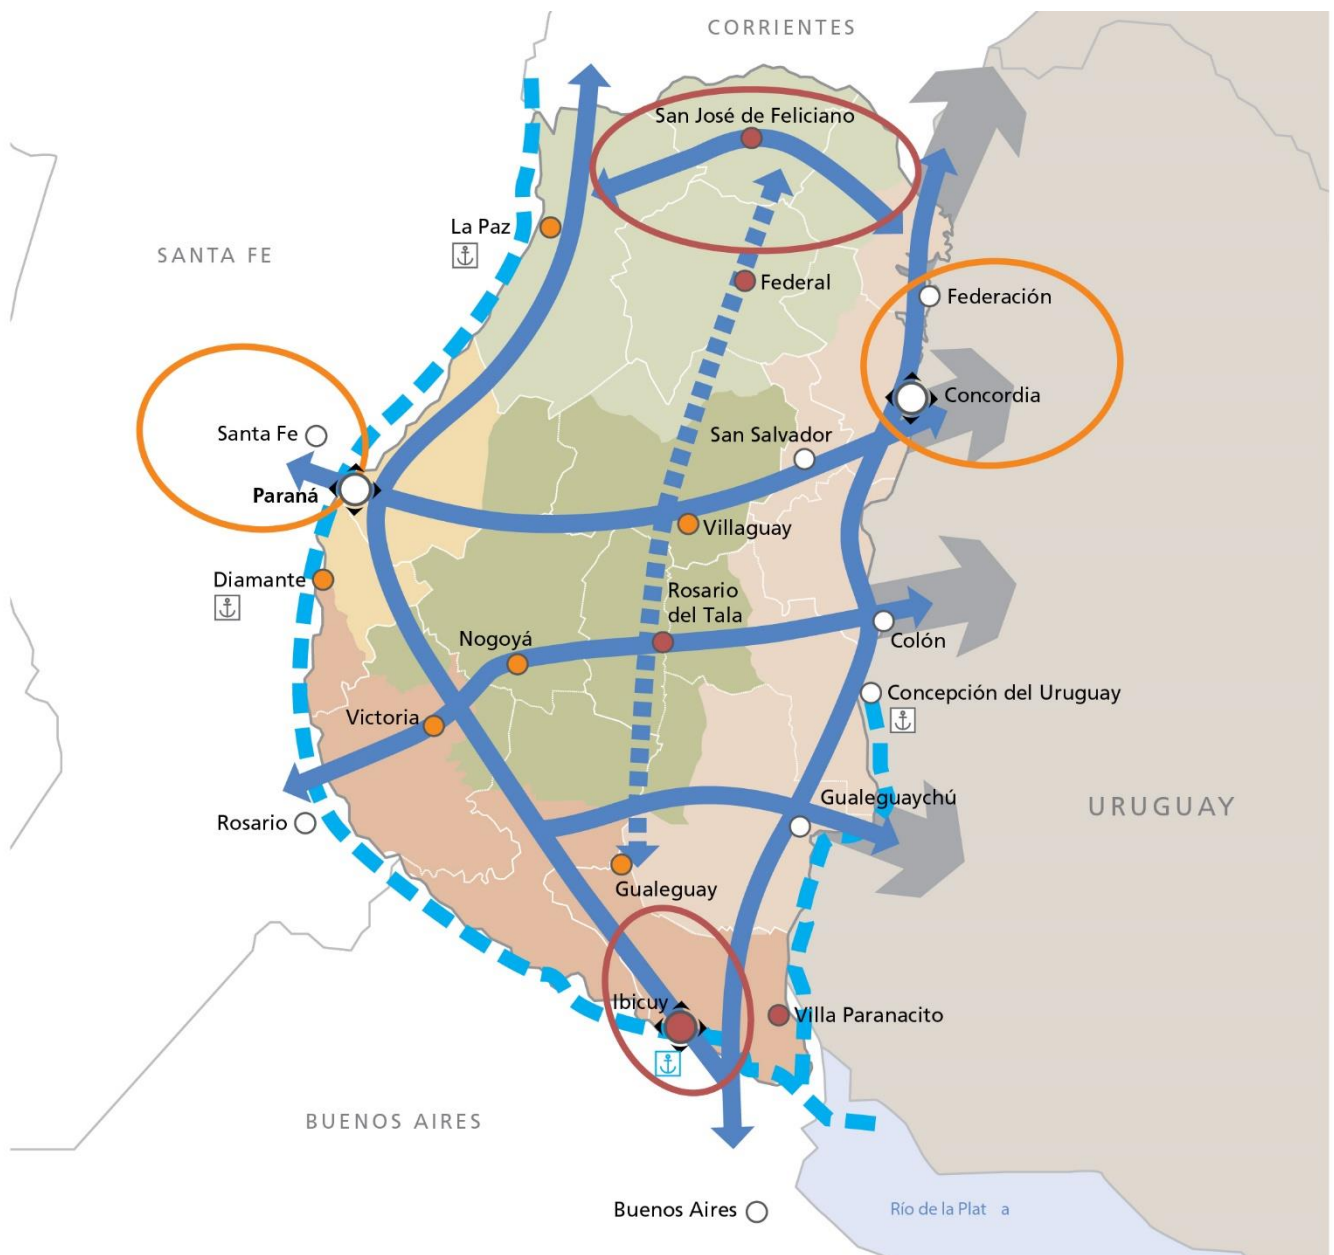 CORRIENTES
San José de Feliciano
La Paz
SANTA FE
Federal
Federación
Concordia
Santa Fe
San Salvador
Paraná
Villaguay
Diamante
Rosario
del Tala
Nogoyá
Colón
Concepción del Uruguay
Victoria
Gualeguaychú
URUGUAY
Rosario
Gualeguay
Ibicuy
Villa Paranacito
BUENOS AIRES
Buenos Aires
Río de la Plat a